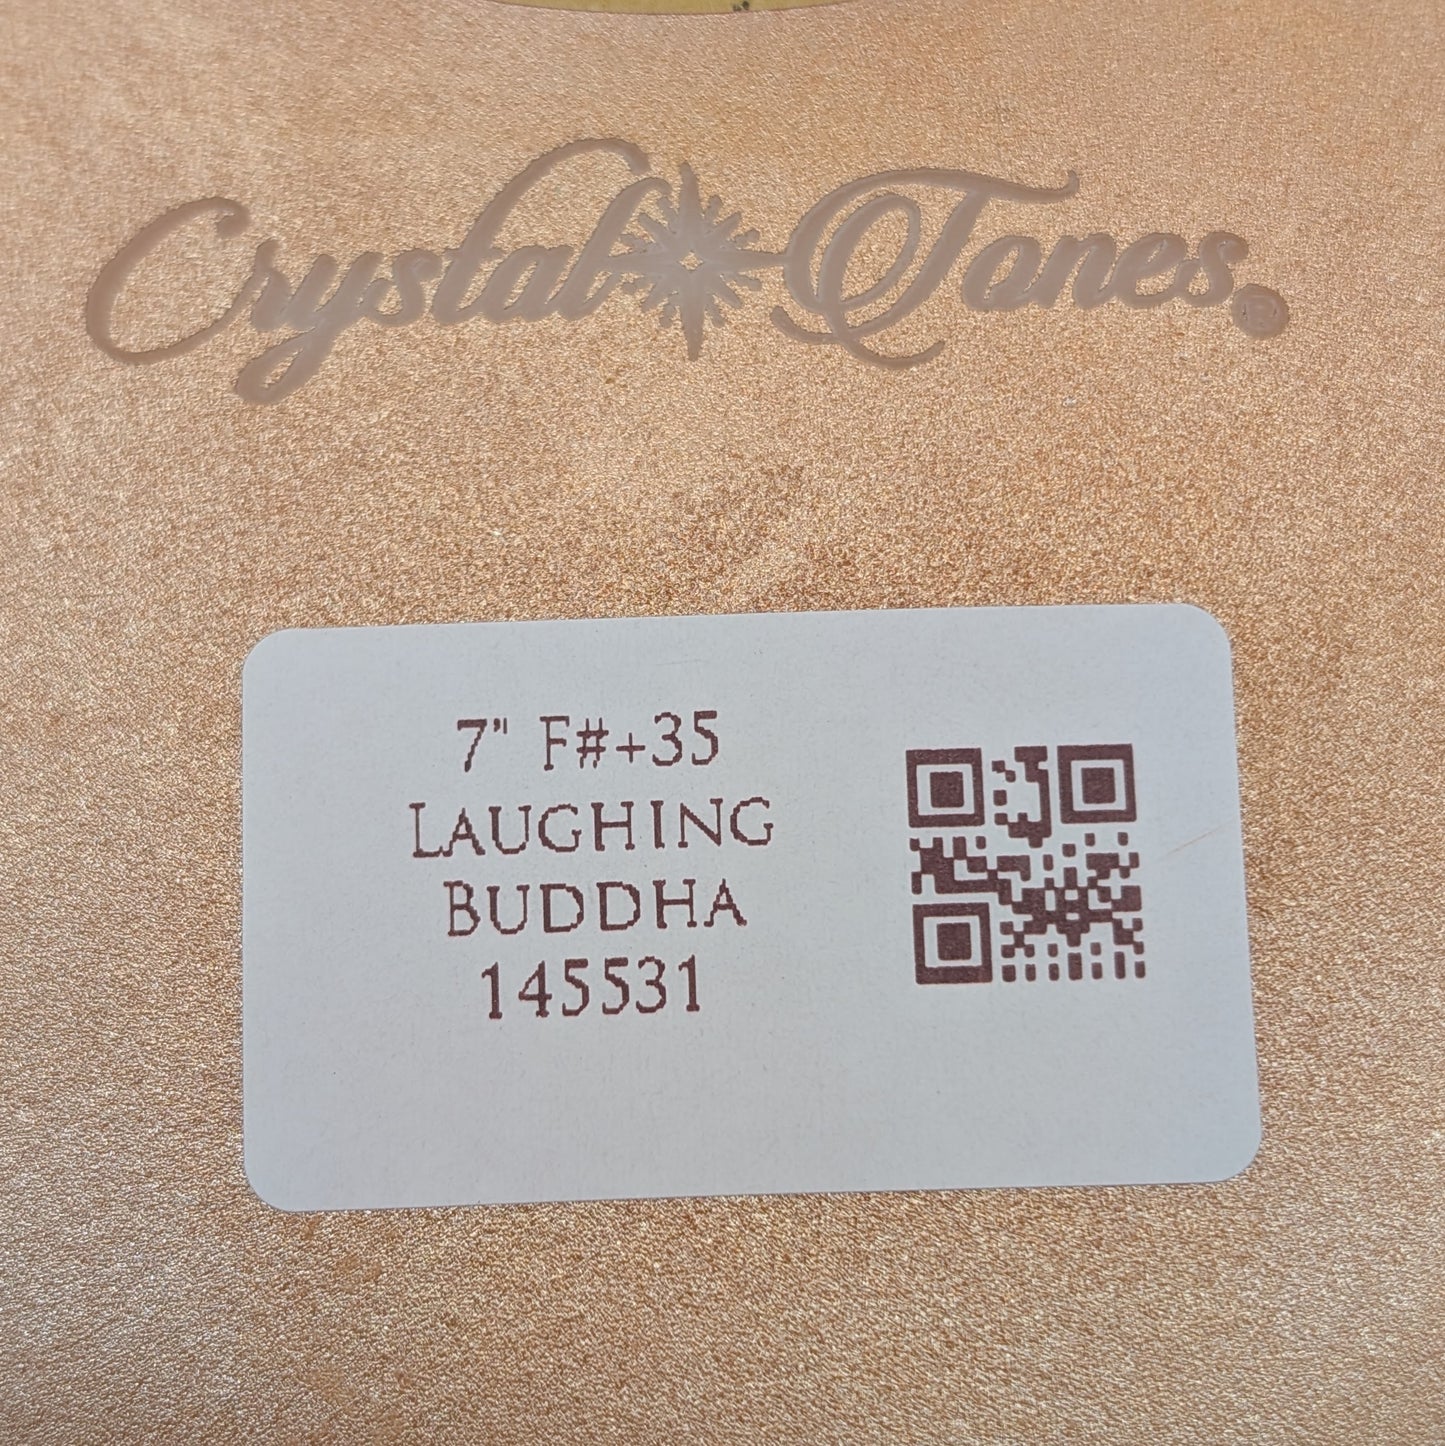 Crystal Tones®
7" F#+35
LAUGHING
BUDDHA
145531